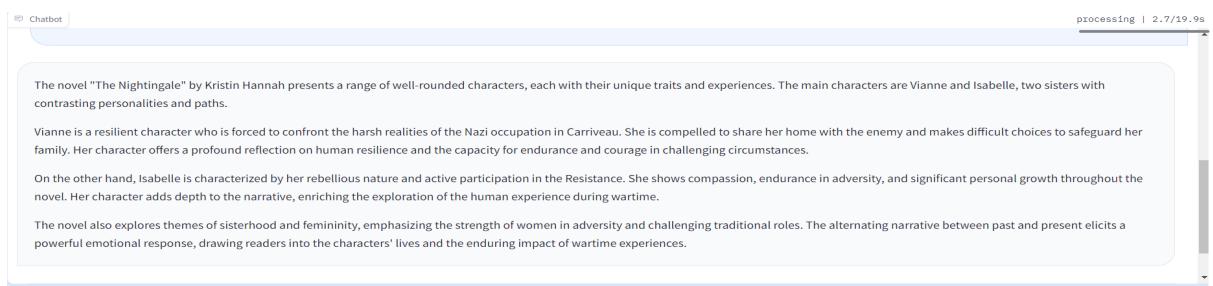 Chatbot
processing | 2.7/19.9s
The novel "The Nightingale" by Kristin Hannah presents a range of well-rounded characters, each with their unique traits and experiences. The main characters are Vianne and Isabelle, two sisters with
contrasting personalities and paths.
Vianne is a resilient character who is forced to confront the harsh realities of the Nazi occupation in Carriveau. She is compelled to share her home with the enemy and makes difficult choices to safeguard her
family. Her character offers a profound reflection on human resilience and the capacity for endurance and courage in challenging circumstances.
On the other hand, Isabelle is characterized by her rebellious nature and active participation in the Resistance. She shows compassion, endurance in adversity, and significant personal growth throughout the
novel. Her character adds depth to the narrative, enriching the exploration of the human experience during wartime.
The novel also explores themes of sisterhood and femininity, emphasizing the strength of women in adversity and challenging traditional roles. The alternating narrative between past and present elicits a
powerful emotional response, drawing readers into the characters' lives and the enduring impact of wartime experiences.